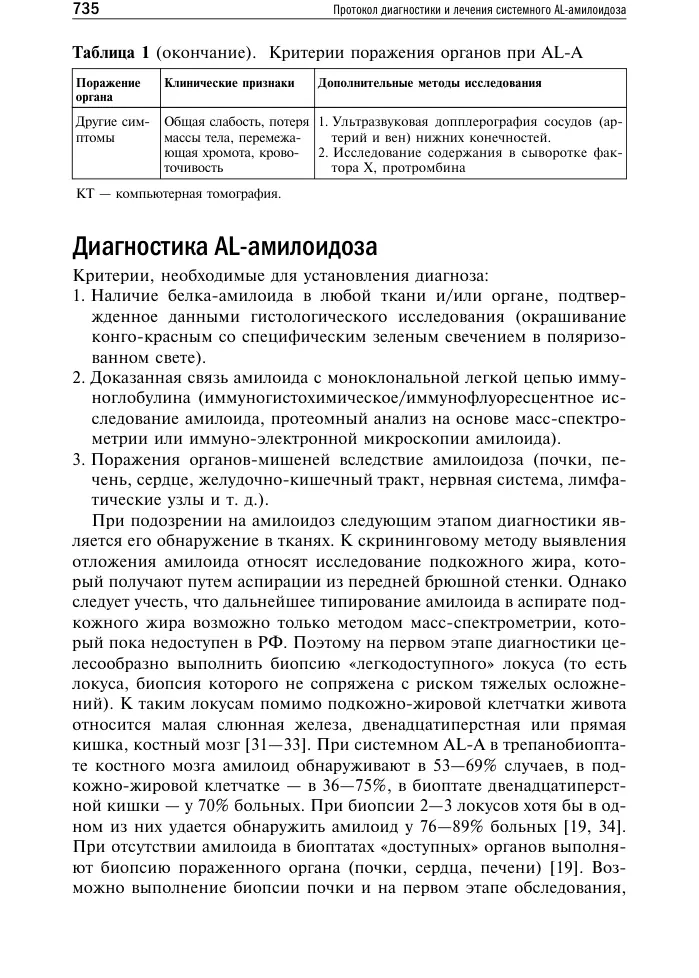 735
Протокол диагностики и лечения системного AL-амилоидоза
Таблица 1 (окончание). Критерии поражения органов при AL-A
Поражение органа
Клинические признаки
Дополнительные методы исследования
Другие сим-
птомы
Общая слабость, потеря
массы тела, перемежа-
ющая хромота, крово-
точивость
1. Ультразвуковая допплерография сосудов (ар-
терий и вен) нижних конечностей.
2. Исследование содержания в сыворотке фак-
тора X, протромбина
КТ — компьютерная томография.
Диагностика AL-амилоидоза
Критерии, необходимые для установления диагноза:
1. Наличие белка-амилоида в любой ткани и/или органе, подтвер-
жденное данными гистологического исследования (окрашивание
конго-красным со специфическим зеленым свечением в поляризо-
ванном свете).
2. Доказанная связь амилоида с моноклональной легкой цепью имму-
ноглобулина (иммуногистохимическое/иммунофлуоресцентное ис-
следование амилоида, протеомный анализ на основе масс-спектро-
метрии или иммуно-электронной микроскопии амилоида).
3. Поражения органов-мишеней вследствие амилоидоза (почки, пе-
чень, сердце, желудочно-кишечный тракт, нервная система, лимфа-
тические узлы и т. д.).
При подозрении на амилоидоз следующим этапом диагностики яв-
ляется его обнаружение в тканях. К скрининговому методу выявления
отложения амилоида относят исследование подкожного жира, кото-
рый получают путем аспирации из передней брюшной стенки. Однако
следует учесть, что дальнейшее типирование амилоида в аспирате под-
кожного жира возможно только методом масс-спектрометрии, кото-
рый пока недоступен в РФ. Поэтому на первом этапе диагностики це-
лесообразно выполнить биопсию «легкодоступного» локуса (то есть
локуса, биопсия которого не сопряжена с риском тяжелых осложне-
ний). К таким локусам помимо подкожно-жировой клетчатки живота
относится малая слюнная железа, двенадцатиперстная или прямая
кишка, костный мозг [31—33]. При системном AL-A в трепанобиопта-
те костного мозга амилоид обнаруживают в 53—69% случаев, в под-
кожно-жировой клетчатке — в 36—75%, в биоптате двенадцатиперст-
ной кишки — у 70% больных. При биопсии 2—3 локусов хотя бы в од-
ном из них удается обнаружить амилоид у 76—89% больных [19, 34].
При отсутствии амилоида в биоптатах «доступных» органов выполня-
ют биопсию пораженного органа (почки, сердца, печени) [19]. Воз-
можно выполнение биопсии почки и на первом этапе обследования,